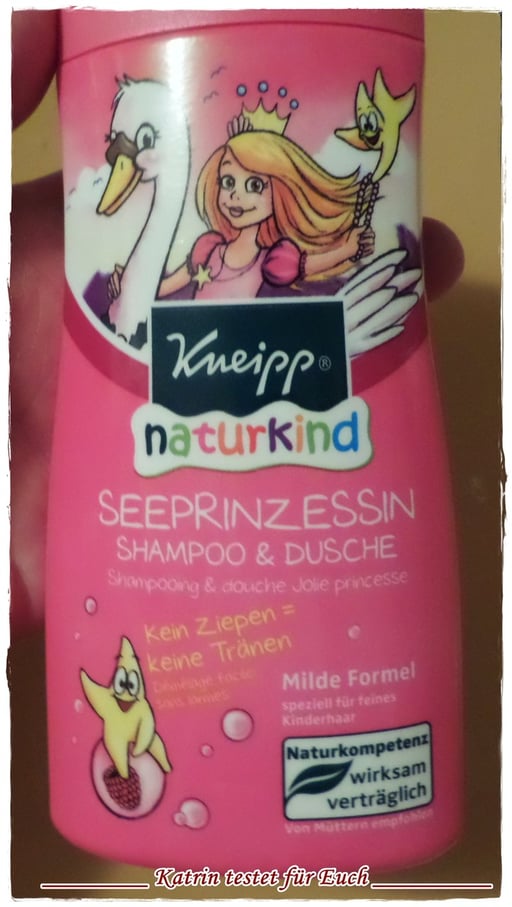 Kneipp®
naturkind
SEEPRINZESSIN
SHAMPOO & DUSCHE
Shampooing & douche Jolie princesse
Kein Ziepen =
keine Tränen
Démêlage facile
sans larmes
Milde Formel
speziell für feines
Kinderhaar
Naturkompetenz
wirksam
verträglich
Von Müttern empfohlen
Katrin testet für Euch